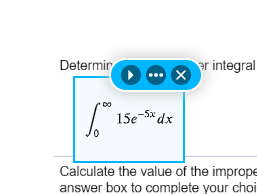 Determin er integral
∫₀^∞ 15e^−5x dx
Calculate the value of the imprope
answer box to complete your choi